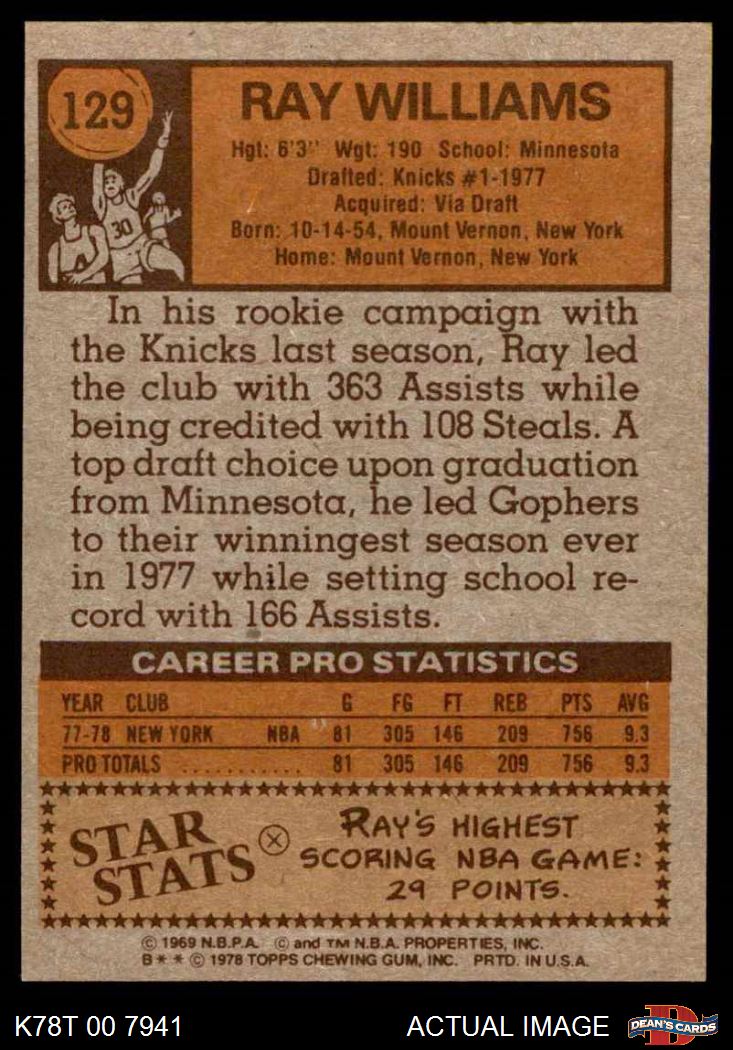 129
RAY WILLIAMS
Hgt: 6'3" Wgt: 190 School: Minnesota
Drafted: Knicks #1-1977
Acquired: Via Draft
Born: 10-14-54, Mount Vernon, New York
Home: Mount Vernon, New York
30
In his rookie campaign with
the Knicks last season, Ray led
the club with 363 Assists while
being credited with 108 Steals. A
top draft choice upon graduation
from Minnesota, he led Gophers
to their winningest season ever
in 1977 while setting school re-
cord with 166 Assists.
CAREER PRO STATISTICS
YEAR CLUB G FG FT REB PTS AVG
77-78 NEW YORK NBA 81 305 146 209 756 9.3
PRO TOTALS ........... 81 305 146 209 756 9.3
STAR
STATS
RAY'S HIGHEST
SCORING NBA GAME:
29 POINTS.
© 1969 N.B.P.A. © and TM N.B.A. PROPERTIES, INC.
B * * © 1978 TOPPS CHEWING GUM, INC. PRTD. IN U.S.A.
K78T 00 7941 ACTUAL IMAGE D DEAN'S CARDS